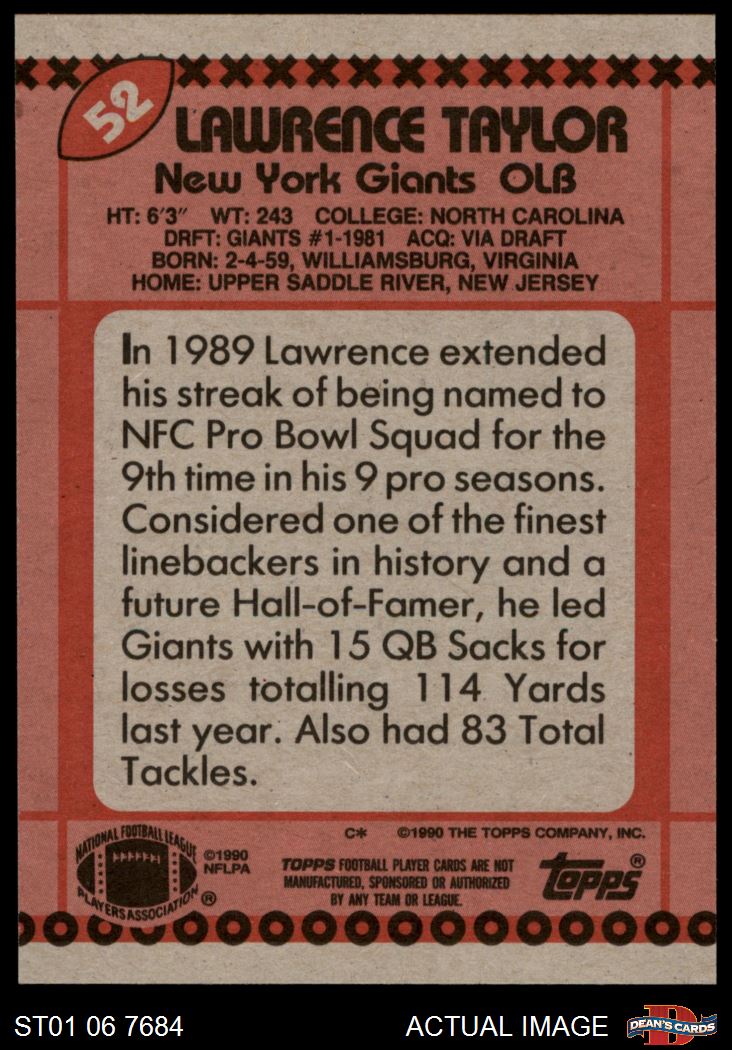 52
LAWRENCE TAYLOR
New York Giants OLB
HT: 6'3" WT: 243 COLLEGE: NORTH CAROLINA
DRFT: GIANTS #1-1981 ACQ: VIA DRAFT
BORN: 2-4-59, WILLIAMSBURG, VIRGINIA
HOME: UPPER SADDLE RIVER, NEW JERSEY
In 1989 Lawrence extended
his streak of being named to
NFC Pro Bowl Squad for the
9th time in his 9 pro seasons.
Considered one of the finest
linebackers in history and a
future Hall-of-Famer, he led
Giants with 15 QB Sacks for
losses totalling 114 Yards
last year. Also had 83 Total
Tackles.
C* ©1990 THE TOPPS COMPANY, INC.
NATIONAL FOOTBALL LEAGUE
PLAYERS ASSOCIATION ®
©1990
NFLPA
TOPPS FOOTBALL PLAYER CARDS ARE NOT
MANUFACTURED, SPONSORED OR AUTHORIZED
BY ANY TEAM OR LEAGUE.
topps®
ST01 06 7684
ACTUAL IMAGE
D
DEAN'S CARDS